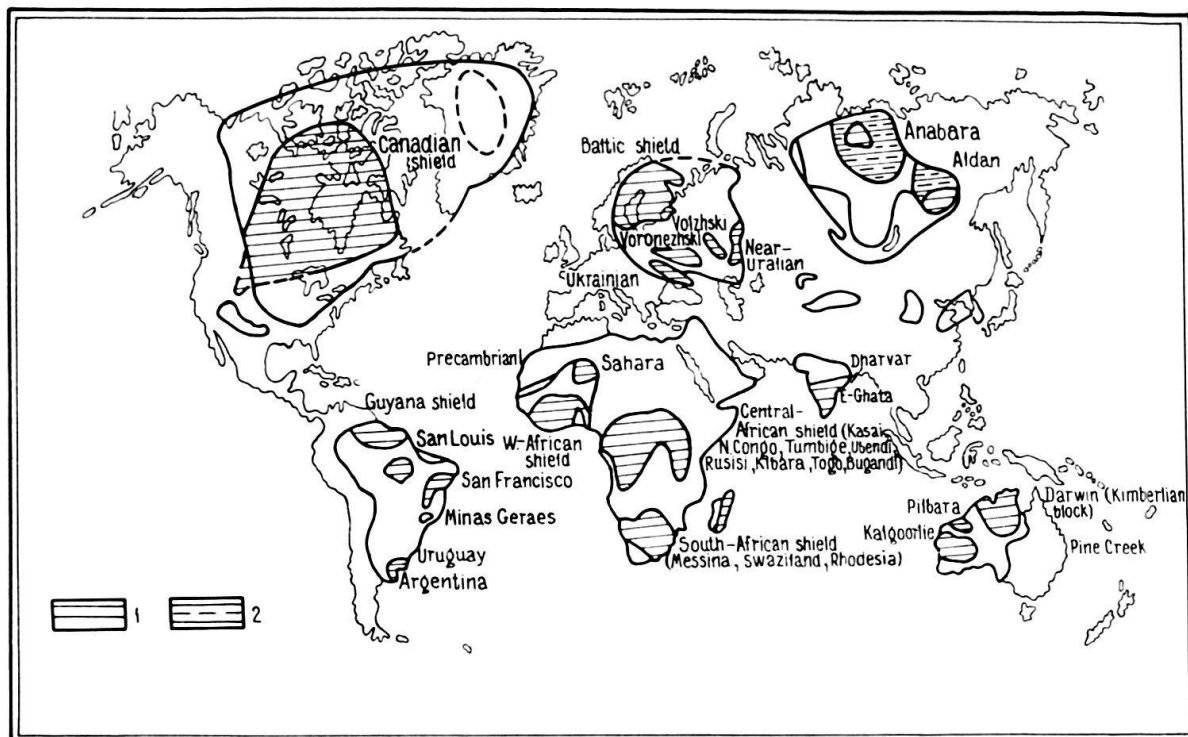 Canadian
shield
Baltic shield
Anabara
Aldan
Volzhski
Voronezhski
Near-
Uralian
Ukrainian
Precambrian
Sahara
Dharvar
E-Ghata
Guyana shield
San Louis
W.-African
shield
Central-
African shield (Kasai,
N.Congo, Tumbige, Ubendi,
Rusisi, Kibara, Togo, Bugandi)
San Francisco
Minas Geraes
Uruguay
Argentina
South-African shield
(Messina, Swaziland, Rhodesia)
Pilbara
Kalgoorlie
Darwin (Kimberlian
block)
Pine Creek
1
2